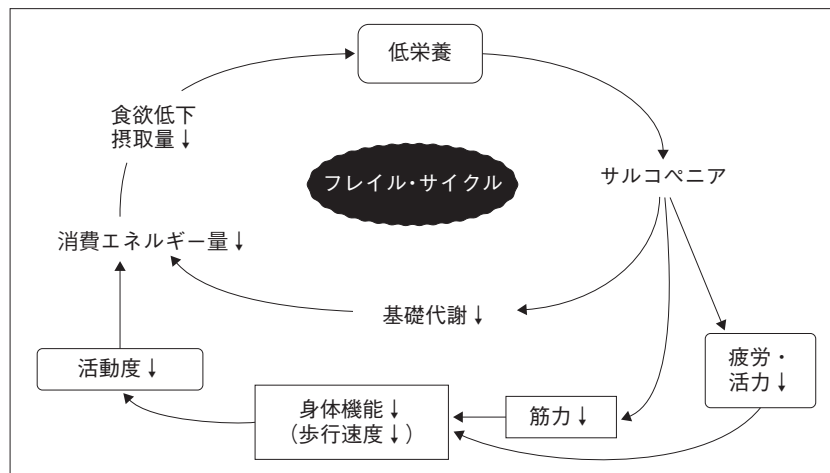 低栄養
食欲低下
摂取量↓
フレイル・サイクル
サルコペニア
消費エネルギー量↓
基礎代謝↓
活動度↓
疲労・
活力↓
身体機能↓
（歩行速度↓）
筋力↓